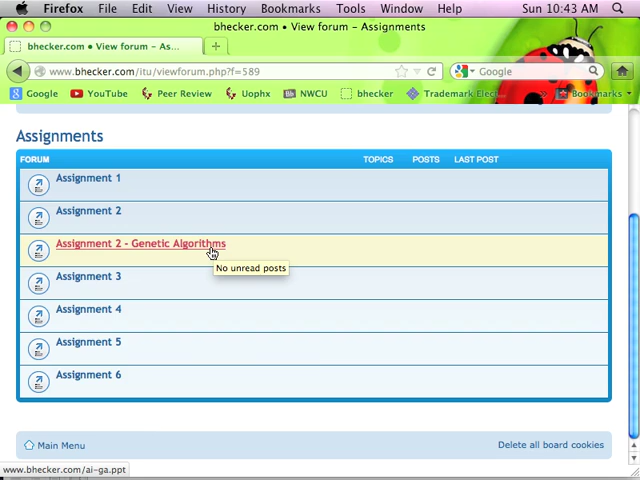 Firefox File Edit View History Bookmarks Tools Window Help Sun 10:43 AM
bhecker.com • View forum - Assignments
bhecker.com • View forum - As...
www.bhecker.com/itu/viewforum.php?f=589
Google
Google YouTube Peer Review Uophx NWCU bhecker Trademark Elect... » Bookmarks
Assignments
FORUM TOPICS POSTS LAST POST
Assignment 1
Assignment 2
Assignment 2 - Genetic Algorithms
No unread posts
Assignment 3
Assignment 4
Assignment 5
Assignment 6
Main Menu Delete all board cookies
www.bhecker.com/ai-ga.ppt